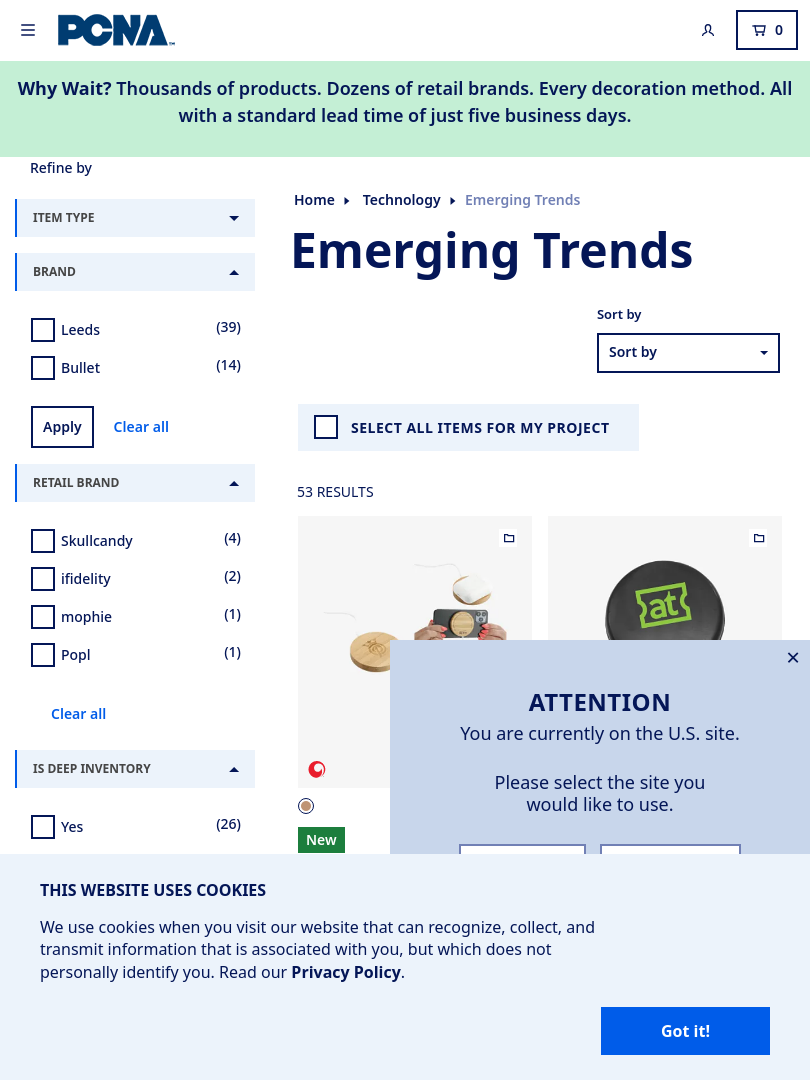 PCNA
0
Why Wait? Thousands of products. Dozens of retail brands. Every decoration method. All
with a standard lead time of just five business days.
Refine by
ITEM TYPE
BRAND
Leeds (39)
Bullet (14)
Apply Clear all
RETAIL BRAND
Skullcandy (4)
ifidelity (2)
mophie (1)
Popl (1)
Clear all
IS DEEP INVENTORY
Yes (26)
Home Technology Emerging Trends
Emerging Trends
Sort by
Sort by
SELECT ALL ITEMS FOR MY PROJECT
53 RESULTS
at
New
ATTENTION
You are currently on the U.S. site.
Please select the site you
would like to use.
THIS WEBSITE USES COOKIES
We use cookies when you visit our website that can recognize, collect, and
transmit information that is associated with you, but which does not
personally identify you. Read our Privacy Policy.
Got it!